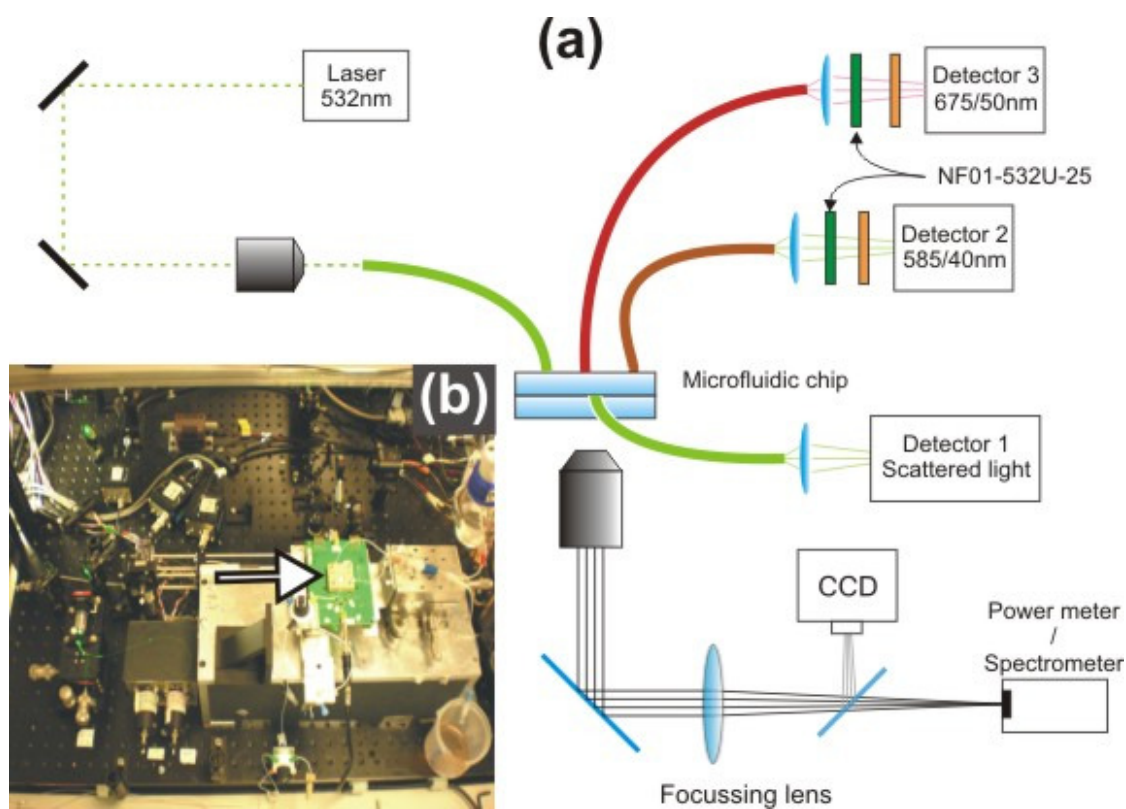 (a)
Laser
532nm
Detector 3
675/50nm
NF01-532U-25
Detector 2
585/40nm
(b)
Microfluidic chip
Detector 1
Scattered light
CCD
Power meter
/
Spectrometer
Focussing lens